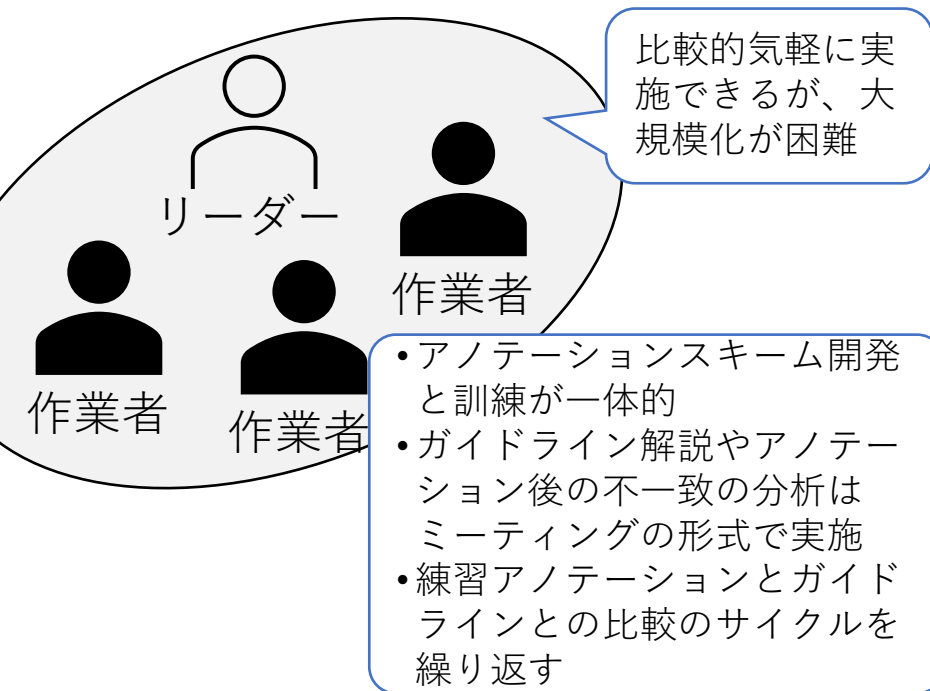 比較的気軽に実
施できるが、大
規模化が困難
リーダー
作業者
作業者
作業者
•アノテーションスキーム開発
と訓練が一体的
•ガイドライン解説やアノテー
ション後の不一致の分析は
ミーティングの形式で実施
•練習アノテーションとガイド
ラインとの比較のサイクルを
繰り返す